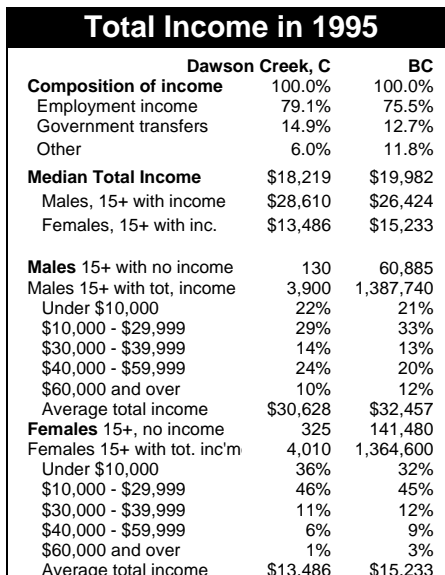 Total Income in 1995
Dawson Creek, C BC
Composition of income 100.0% 100.0%
Employment income 79.1% 75.5%
Government transfers 14.9% 12.7%
Other 6.0% 11.8%
Median Total Income $18,219 $19,982
Males, 15+ with income $28,610 $26,424
Females, 15+ with inc. $13,486 $15,233
Males 15+ with no income 130 60,885
Males 15+ with tot, income 3,900 1,387,740
Under $10,000 22% 21%
$10,000 - $29,999 29% 33%
$30,000 - $39,999 14% 13%
$40,000 - $59,999 24% 20%
$60,000 and over 10% 12%
Average total income $30,628 $32,457
Females 15+, no income 325 141,480
Females 15+ with tot. inc'm 4,010 1,364,600
Under $10,000 36% 32%
$10,000 - $29,999 46% 45%
$30,000 - $39,999 11% 12%
$40,000 - $59,999 6% 9%
$60,000 and over 1% 3%
Average total income $13,486 $15,233